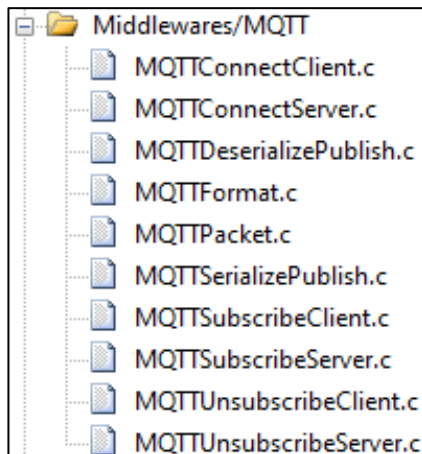 Middlewares/MQTT
MQTTConnectClient.c
MQTTConnectServer.c
MQTTDeserializePublish.c
MQTTFormat.c
MQTTPacket.c
MQTTSerializePublish.c
MQTTSubscribeClient.c
MQTTSubscribeServer.c
MQTTUnsubscribeClient.c
MQTTUnsubscribeServer.c